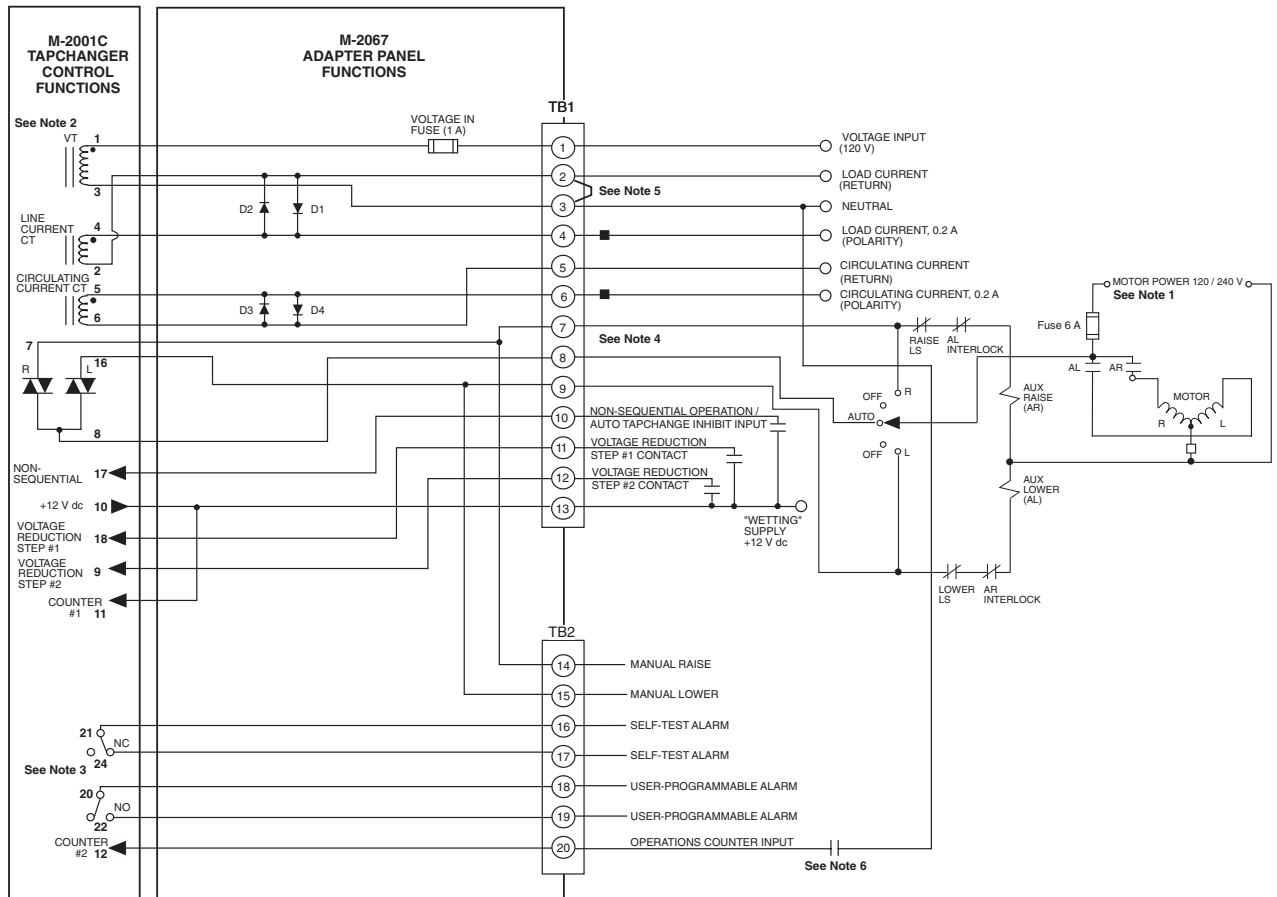 M-2001C
TAPCHANGER
CONTROL
FUNCTIONS
M-2067
ADAPTER PANEL
FUNCTIONS
See Note 2
VT
1
3
LINE
CURRENT
CT
4
2
CIRCULATING
CURRENT CT
5
6
7
R
L
16
8
NON-
SEQUENTIAL
17
+12 V dc
10
VOLTAGE
REDUCTION
STEP #1
18
VOLTAGE
REDUCTION
STEP #2
9
COUNTER
#1
11
21
NC
24
See Note 3
20
NO
22
COUNTER
#2
12
VOLTAGE IN
FUSE (1 A)
D2
D1
D3
D4
TB1
1
2
3
4
5
6
7
8
9
10
11
12
13
TB2
14
15
16
17
18
19
20
VOLTAGE INPUT
(120 V)
LOAD CURRENT
(RETURN)
See Note 5
NEUTRAL
LOAD CURRENT, 0.2 A
(POLARITY)
CIRCULATING CURRENT
(RETURN)
CIRCULATING CURRENT, 0.2 A
(POLARITY)
See Note 4
NON-SEQUENTIAL OPERATION /
AUTO TAPCHANGE INHIBIT INPUT
VOLTAGE REDUCTION
STEP #1 CONTACT
VOLTAGE REDUCTION
STEP #2 CONTACT
"WETTING"
SUPPLY
+12 V dc
RAISE
LS
AL
INTERLOCK
OFF
R
AUTO
OFF
L
LOWER
LS
AR
INTERLOCK
AUX
RAISE
(AR)
AUX
LOWER
(AL)
MOTOR POWER 120 / 240 V
See Note 1
Fuse 6 A
AL
AR
MOTOR
R
L
MANUAL RAISE
MANUAL LOWER
SELF-TEST ALARM
SELF-TEST ALARM
USER-PROGRAMMABLE ALARM
USER-PROGRAMMABLE ALARM
OPERATIONS COUNTER INPUT
See Note 6